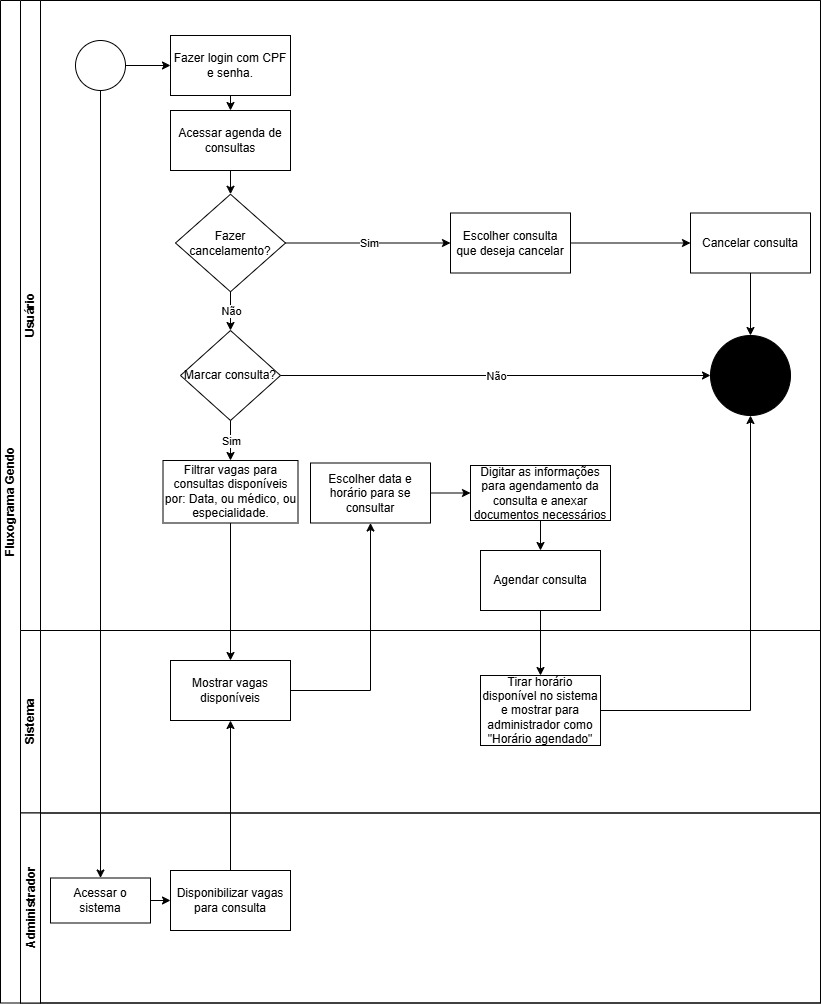 Fluxograma Gendo
Usuário
Fazer login com CPF
e senha.
Acessar agenda de
consultas
Fazer
cancelamento?
Sim
Escolher consulta
que deseja cancelar
Cancelar consulta
Não
Marcar consulta?
Não
Sim
Filtrar vagas para
consultas disponíveis
por: Data, ou médico, ou
especialidade.
Escolher data e
horário para se
consultar
Digitar as informações
para agendamento da
consulta e anexar
documentos necessários
Agendar consulta
Sistema
Mostrar vagas
disponíveis
Tirar horário
disponível no sistema
e mostrar para
administrador como
"Horário agendado"
Administrador
Acessar o
sistema
Disponibilizar vagas
para consulta